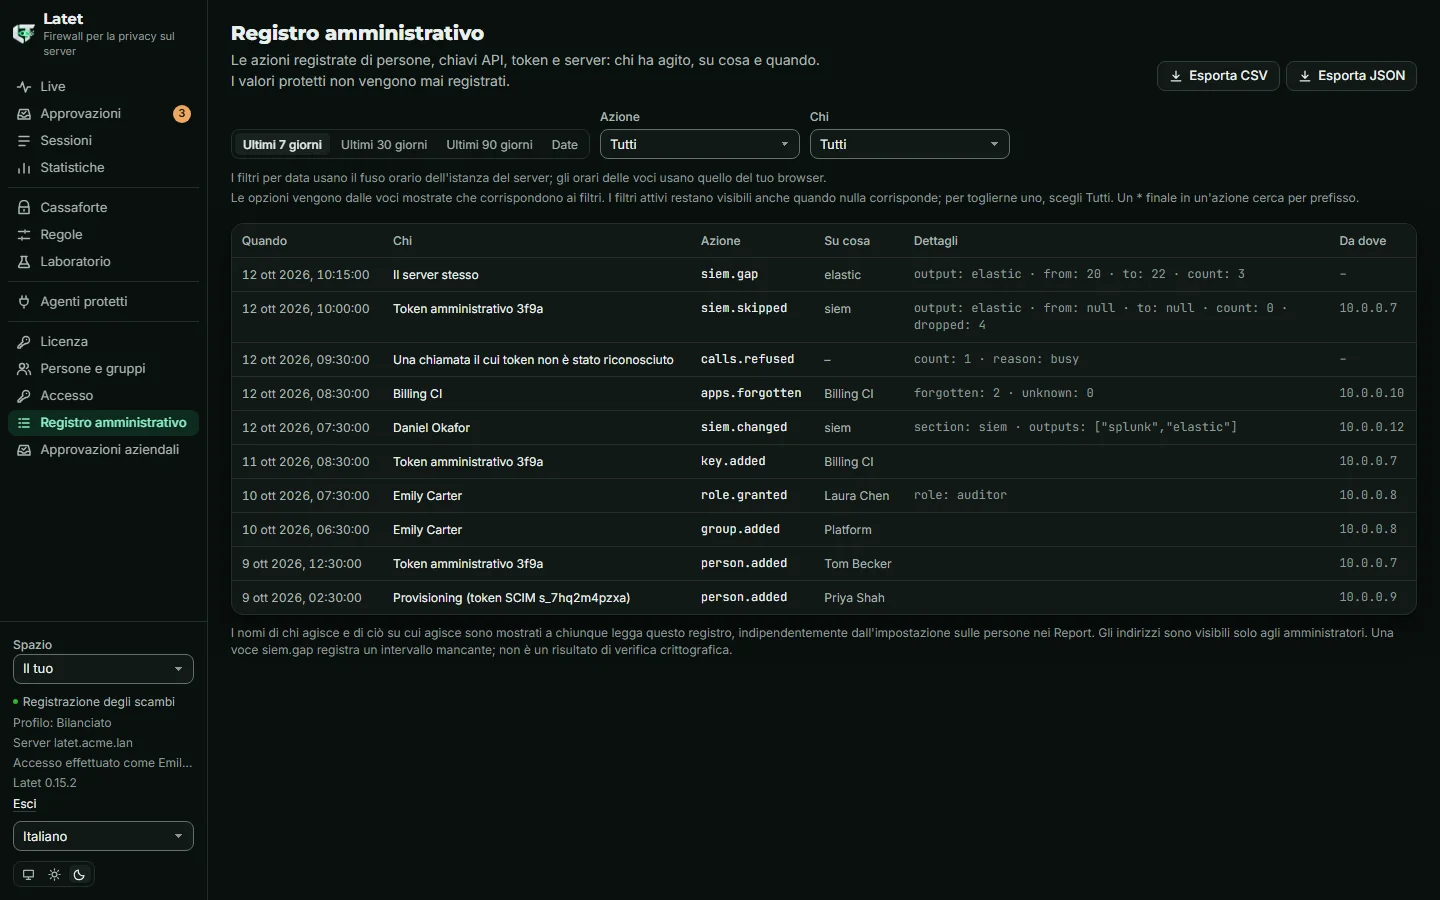 Latet
Firewall per la privacy sul
server
Live
Approvazioni 3
Sessioni
Statistiche
Cassaforte
Regole
Laboratorio
Agenti protetti
Licenza
Persone e gruppi
Accesso
Registro amministrativo
Approvazioni aziendali
Spazio
Il tuo
Registrazione degli scambi
Profilo: Bilanciato
Server latet.acme.lan
Accesso effettuato come Emil...
Latet 0.15.2
Esci
Italiano
Registro amministrativo
Le azioni registrate di persone, chiavi API, token e server: chi ha agito, su cosa e quando.
I valori protetti non vengono mai registrati.
Esporta CSV Esporta JSON
Azione Chi
Ultimi 7 giorni Ultimi 30 giorni Ultimi 90 giorni Date Tutti Tutti
I filtri per data usano il fuso orario dell'istanza del server; gli orari delle voci usano quello del tuo browser.
Le opzioni vengono dalle voci mostrate che corrispondono ai filtri. I filtri attivi restano visibili anche quando nulla corrisponde; per toglierne uno, scegli Tutti. Un * finale in un'azione cerca per prefisso.
Quando Chi Azione Su cosa Dettagli Da dove
12 ott 2026, 10:15:00 Il server stesso siem.gap elastic output: elastic · from: 20 · to: 22 · count: 3 –
12 ott 2026, 10:00:00 Token amministrativo 3f9a siem.skipped siem output: elastic · from: null · to: null · count: 0 · 10.0.0.7
dropped: 4
12 ott 2026, 09:30:00 Una chiamata il cui token non è stato riconosciuto calls.refused – count: 1 · reason: busy –
12 ott 2026, 08:30:00 Billing CI apps.forgotten Billing CI forgotten: 2 · unknown: 0 10.0.0.10
12 ott 2026, 07:30:00 Daniel Okafor siem.changed siem section: siem · outputs: ["splunk","elastic"] 10.0.0.12
11 ott 2026, 08:30:00 Token amministrativo 3f9a key.added Billing CI 10.0.0.7
10 ott 2026, 07:30:00 Emily Carter role.granted Laura Chen role: auditor 10.0.0.8
10 ott 2026, 06:30:00 Emily Carter group.added Platform 10.0.0.8
9 ott 2026, 12:30:00 Token amministrativo 3f9a person.added Tom Becker 10.0.0.7
9 ott 2026, 02:30:00 Provisioning (token SCIM s_7hq2m4pzxa) person.added Priya Shah 10.0.0.9
I nomi di chi agisce e di ciò su cui agisce sono mostrati a chiunque legga questo registro, indipendentemente dall'impostazione sulle persone nei Report. Gli indirizzi sono visibili solo agli amministratori. Una
voce siem.gap registra un intervallo mancante; non è un risultato di verifica crittografica.